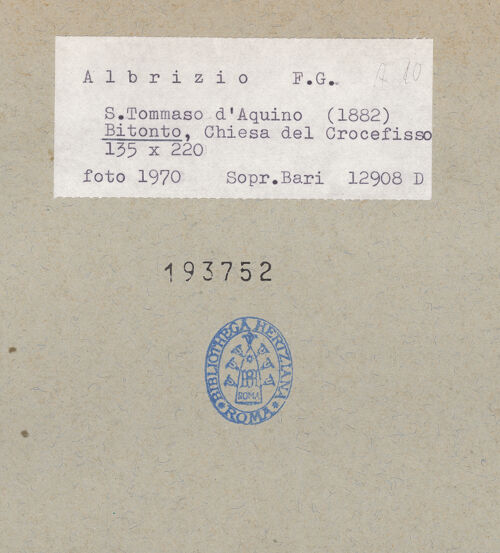 Albrizio F.G. A 10
S.Tommaso d'Aquino (1882)
Bitonto, Chiesa del Crocefisso
135 x 220
foto 1970 Sopr.Bari 12908 D
193752
BIBLIOTHECA HERTZIANA
ROMA
ROMA